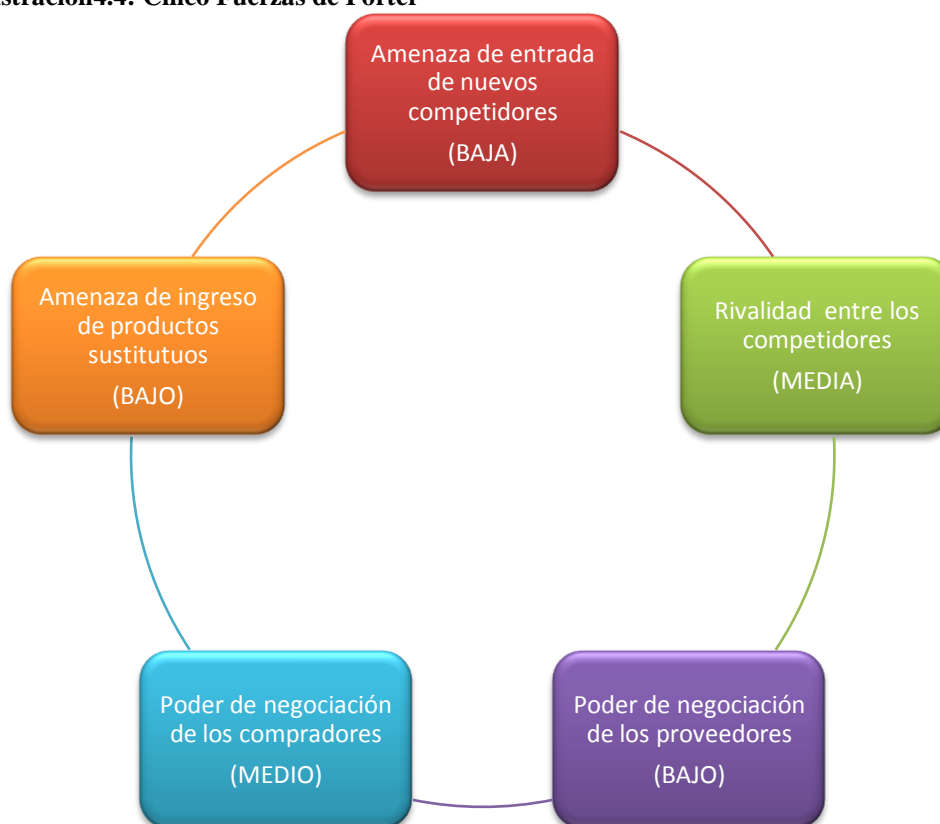 stración4.4: Cinco Fuerzas de Porter
Amenaza de entrada
de nuevos
competidores
(BAJA)
Rivalidad entre los
competidores
(MEDIA)
Poder de negociación
de los proveedores
(BAJO)
Poder de negociación
de los compradores
(MEDIO)
Amenaza de ingreso
de productos
sustitutuos
(BAJO)